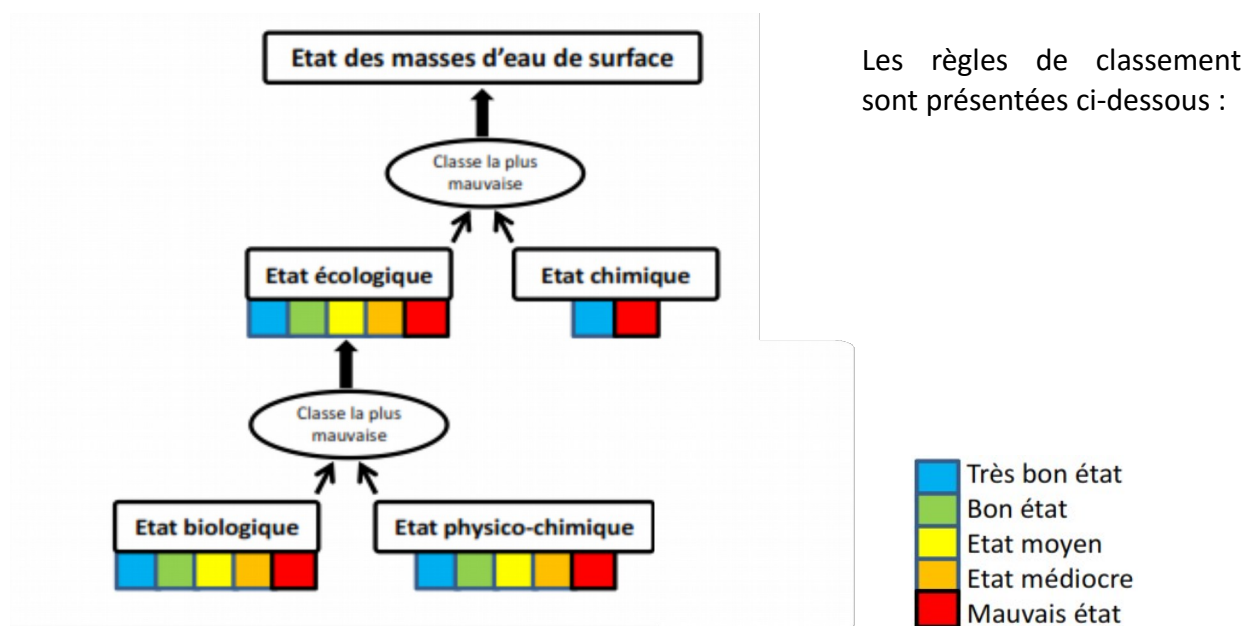 Etat des masses d'eau de surface
Les règles de classement
sont présentées ci-dessous :
Classe la plus
mauvaise
Etat écologique
Etat chimique
Classe la plus
mauvaise
Etat biologique
Etat physico-chimique
Très bon état
Bon état
Etat moyen
Etat médiocre
Mauvais état